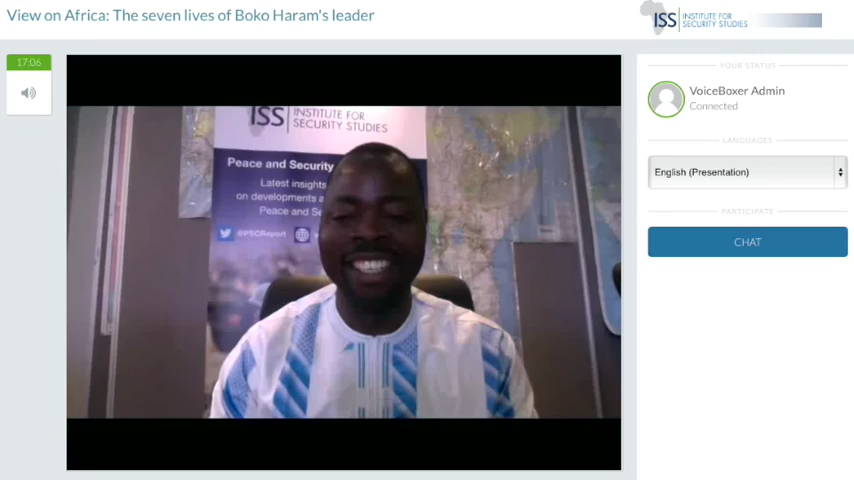 View on Africa: The seven lives of Boko Haram's leader
ISS INSTITUTE FOR
SECURITY STUDIES
17:06
ISS INSTITUTE FOR
SECURITY STUDIES
Peace and Security
Latest insights
on developments
Peace and
@PSCReport
YOUR STATUS
VoiceBoxer Admin
Connected
LANGUAGES
English (Presentation)
PARTICIPATE
CHAT